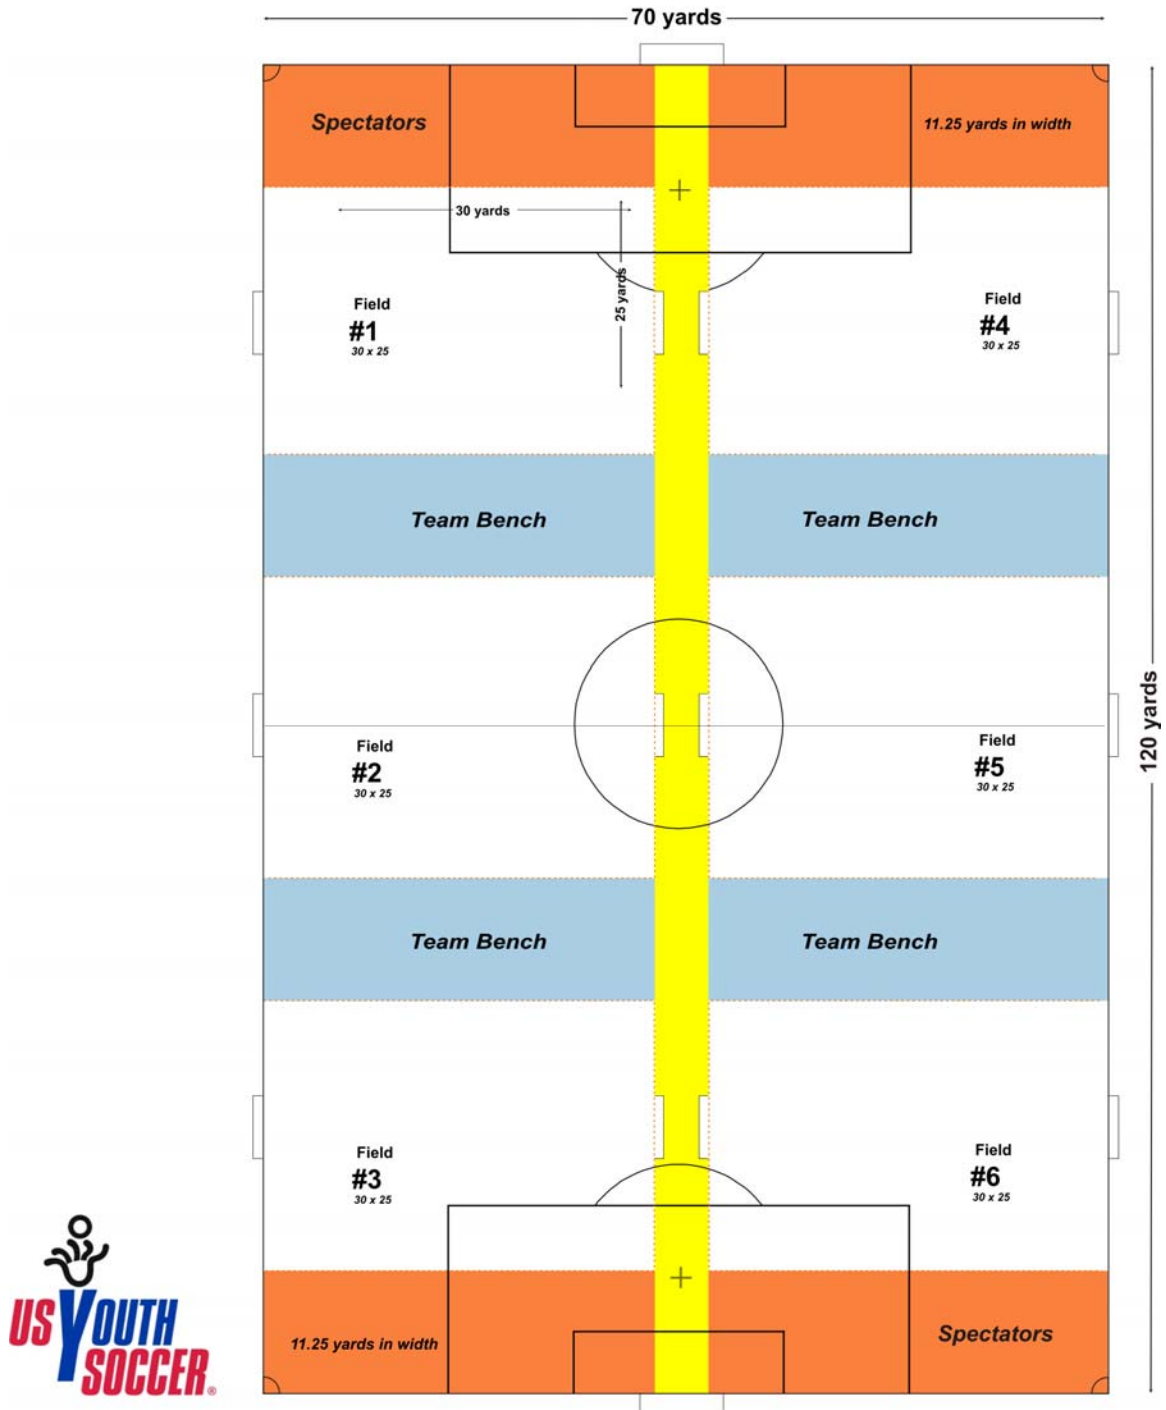 70 yards
Spectators
11.25 yards in width
30 yards
25 yards
Field
#1
30 x 25
Field
#4
30 x 25
Team Bench
Team Bench
120 yards
Field
#2
30 x 25
Field
#5
30 x 25
Team Bench
Team Bench
Field
#3
30 x 25
Field
#6
30 x 25
11.25 yards in width
Spectators
US YOUTH
SOCCER®